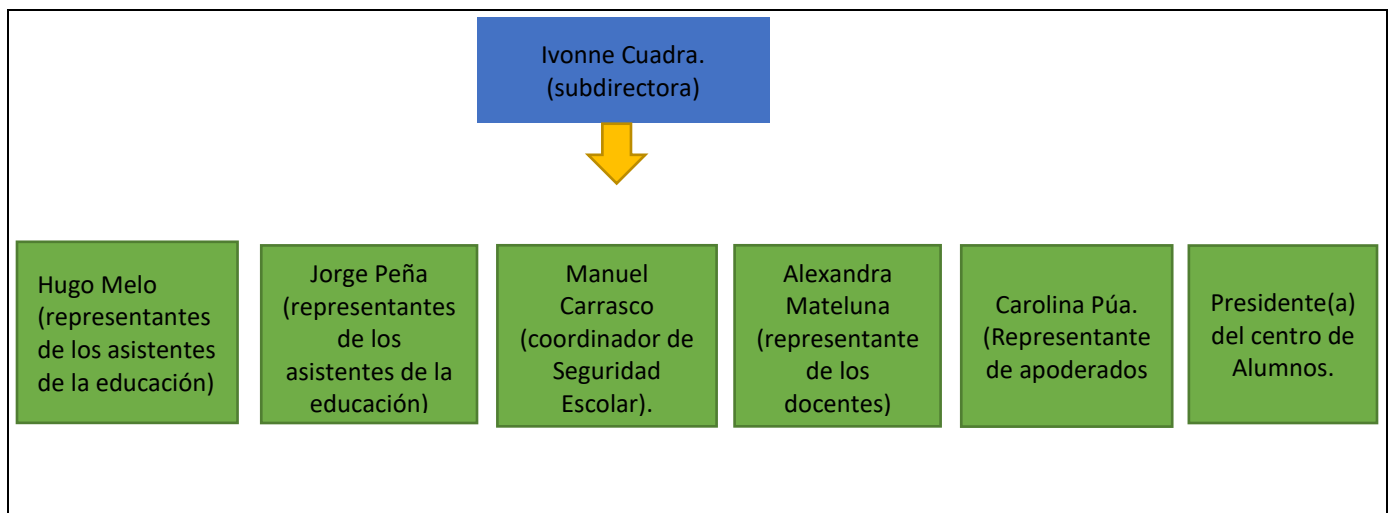 Ivonne Cuadra.
(subdirectora)
Hugo Melo
(representantes
de los asistentes
de la educación)
Jorge Peña
(representantes
de los
asistentes de la
educación)
Manuel
Carrasco
(coordinador de
Seguridad
Escolar).
Alexandra
Mateluna
(representante
de los
docentes)
Carolina Púa.
(Representante
de apoderados
Presidente(a)
del centro de
Alumnos.